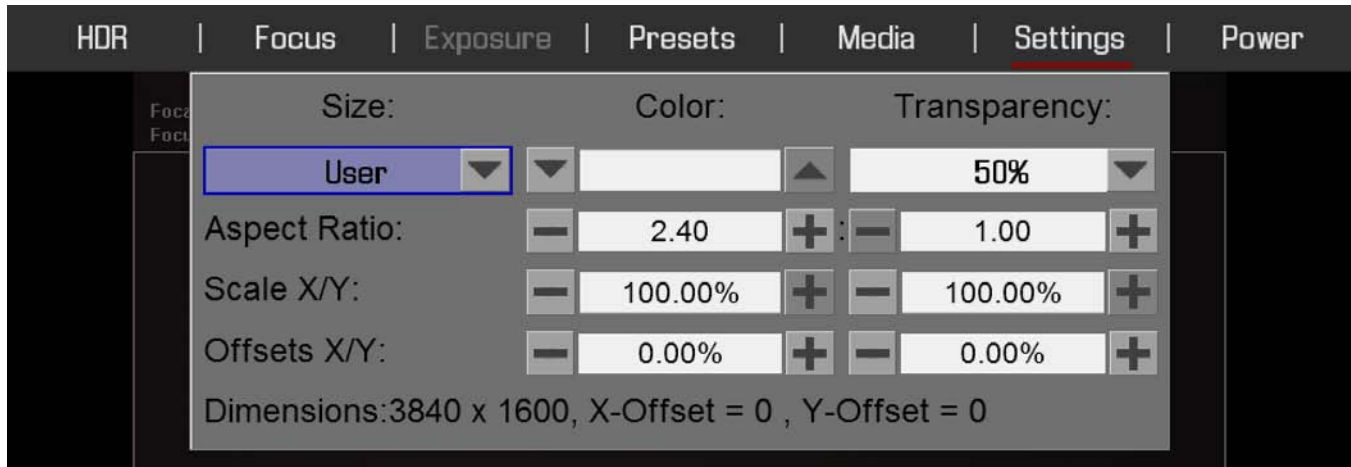 HDR | Focus | Exposure | Presets | Media | Settings | Power
Size: Color: Transparency:
User 50%
Aspect Ratio: 2.40 : 1.00
Scale X/Y: 100.00% 100.00%
Offsets X/Y: 0.00% 0.00%
Dimensions:3840 x 1600, X-Offset = 0 , Y-Offset = 0